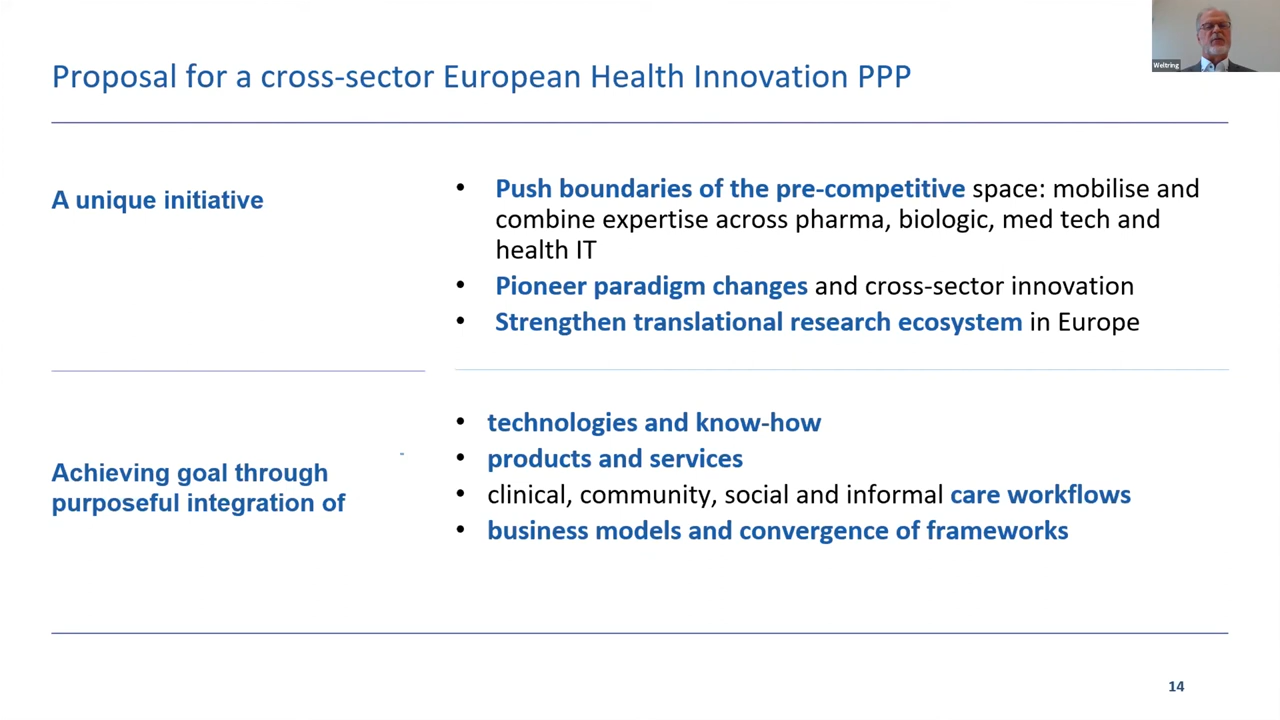 Proposal for a cross-sector European Health Innovation PPP
Weltring
A unique initiative
• Push boundaries of the pre-competitive space: mobilise and
combine expertise across pharma, biologic, med tech and
health IT
• Pioneer paradigm changes and cross-sector innovation
• Strengthen translational research ecosystem in Europe
Achieving goal through
purposeful integration of
• technologies and know-how
• products and services
• clinical, community, social and informal care workflows
• business models and convergence of frameworks
14